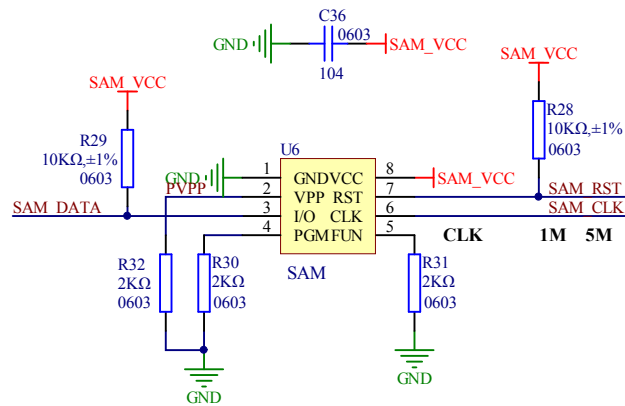 C36
0603
GND
SAM_VCC
104
SAM_VCC
SAM_VCC
R29
10KΩ,±1%
0603
R28
10KΩ,±1%
0603
U6
GND
1
GND
VCC
8
SAM_VCC
PVPP
2
VPP
RST
7
SAM_RST
SAM_DATA
3
I/O
CLK
6
SAM_CLK
4
PGM
FUN
5
CLK 1M 5M
R32
2KΩ
0603
R30
2KΩ
0603
SAM
R31
2KΩ
0603
GND
GND